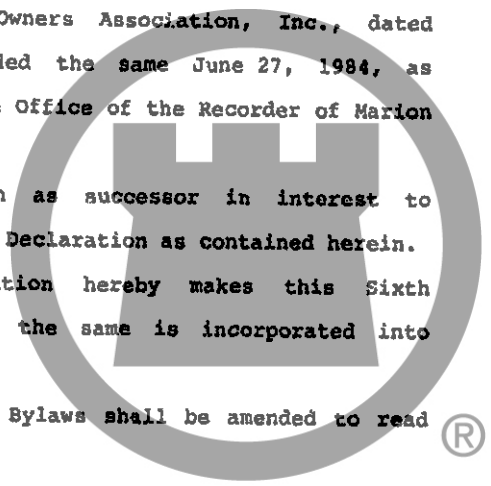 Owners Association, Inc., dated
led the same June 27, 1984, as
Office of the Recorder of Marion
as successor in interest to
Declaration as contained herein.
tion hereby makes this Sixth
the same is incorporated into
Bylaws shall be amended to read
®